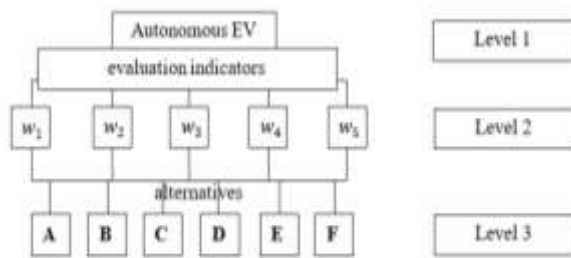 Autonomous EV
Level 1
evaluation indicators
w₁ w₂ w₃ w₄ w₅
Level 2
alternatives
A B C D E F
Level 3